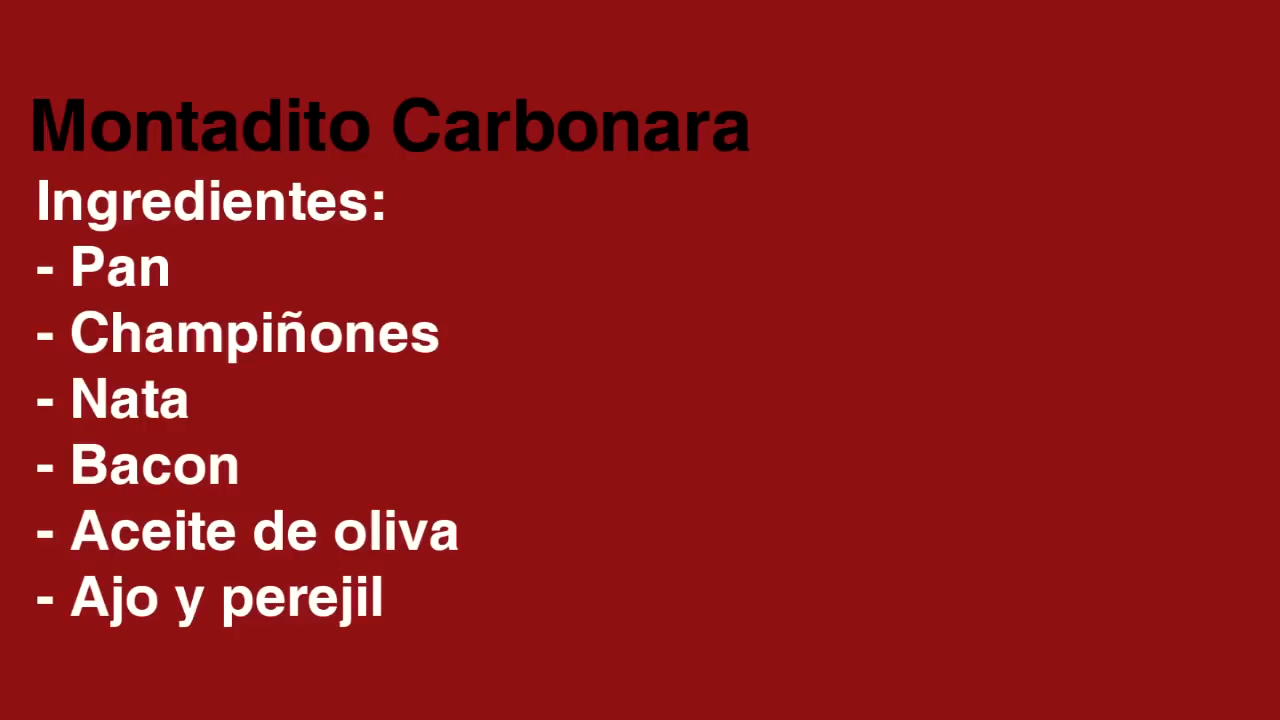 Montadito Carbonara
Ingredientes:
- Pan
- Champiñones
- Nata
- Bacon
- Aceite de oliva
- Ajo y perejil